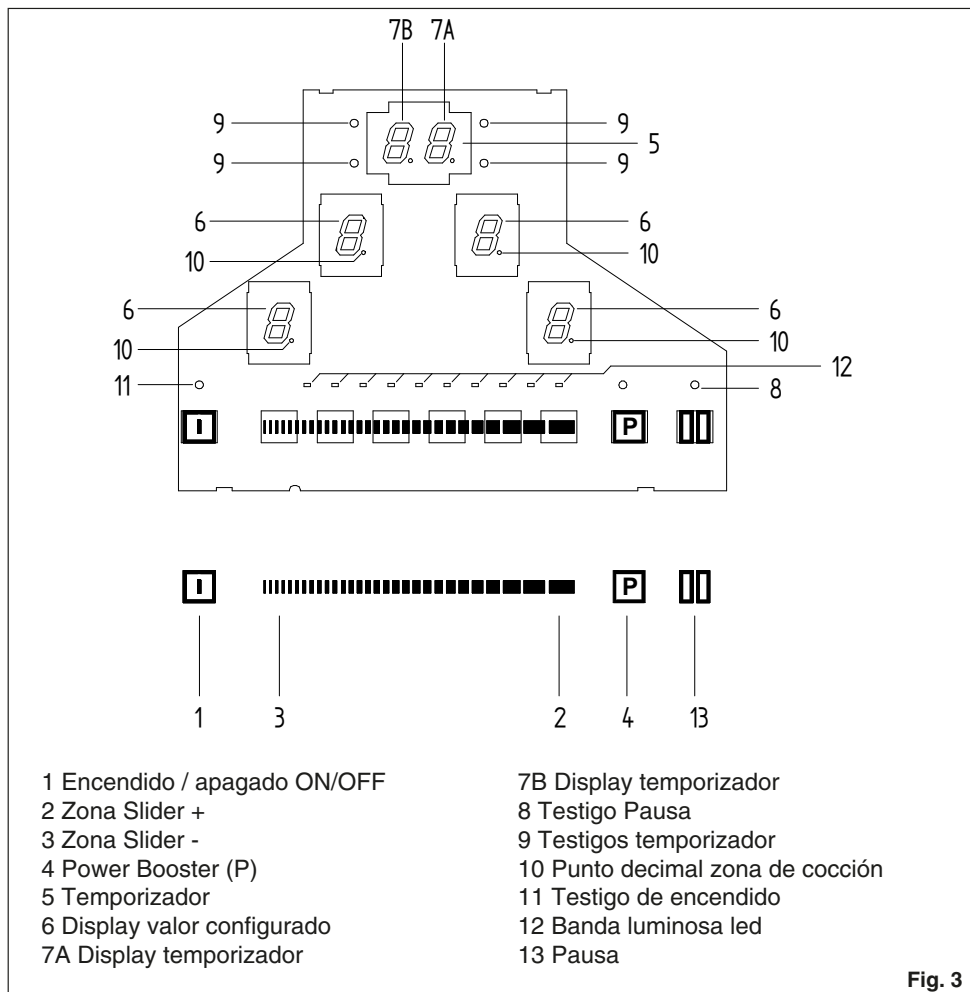 7B 7A
9 9
5
9 9
6 6
10 10
6 6
10 10
12
11 8
I P
I P
1 3 2 4 13
1 Encendido / apagado ON/OFF
2 Zona Slider +
3 Zona Slider -
4 Power Booster (P)
5 Temporizador
6 Display valor configurado
7A Display temporizador
7B Display temporizador
8 Testigo Pausa
9 Testigos temporizador
10 Punto decimal zona de cocción
11 Testigo de encendido
12 Banda luminosa led
13 Pausa
Fig. 3